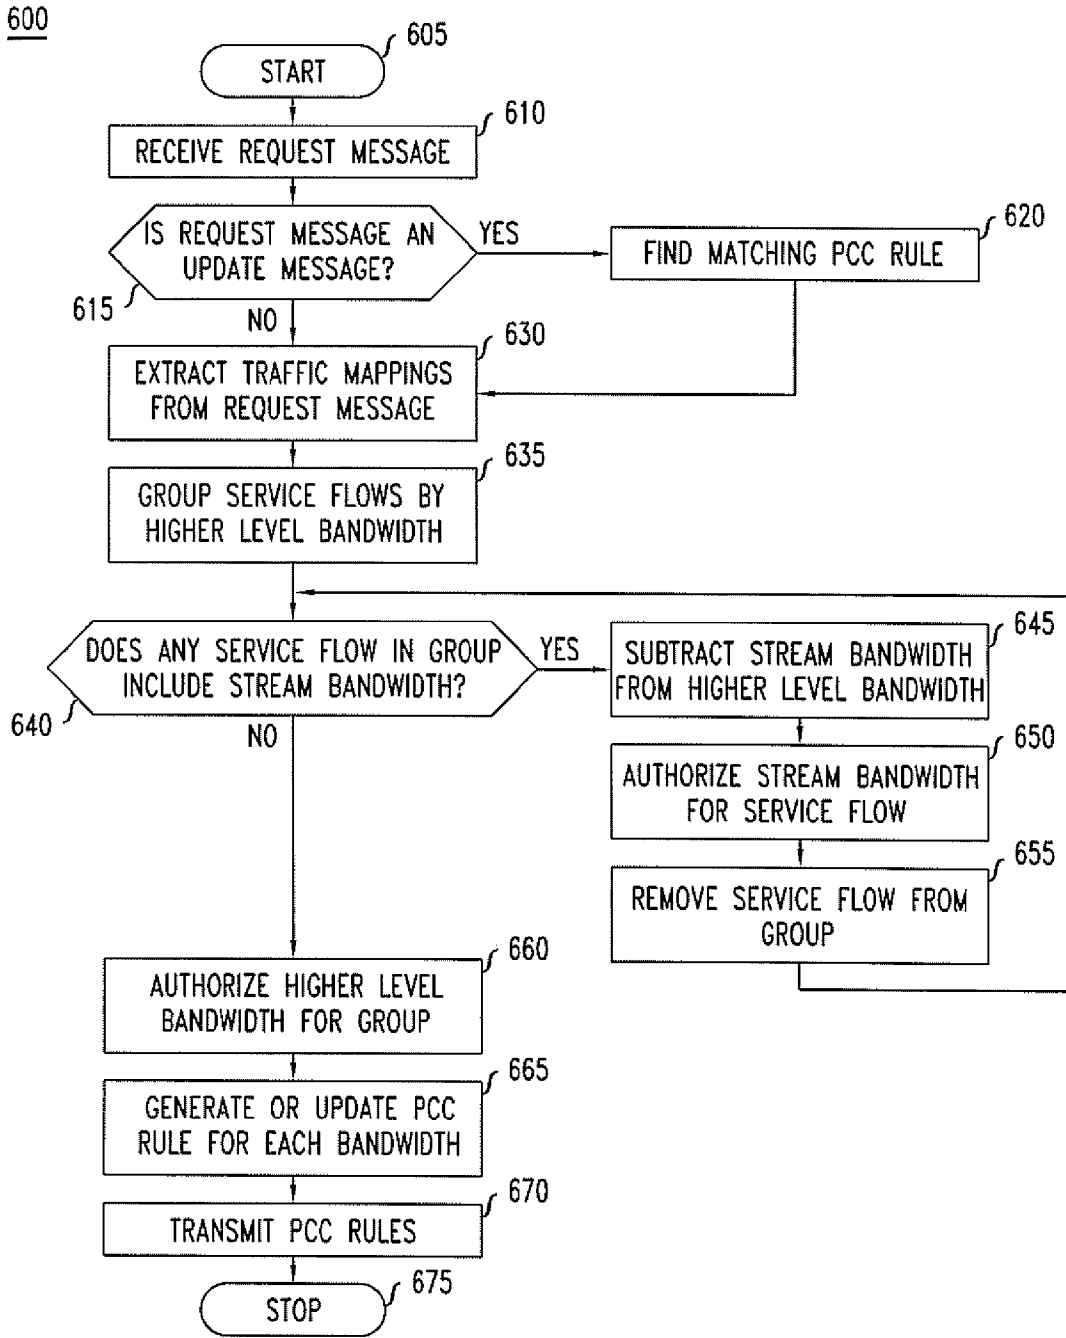 600
605
START
610
RECEIVE REQUEST MESSAGE
IS REQUEST MESSAGE AN
UPDATE MESSAGE?
YES
615
NO
620
FIND MATCHING PCC RULE
630
EXTRACT TRAFFIC MAPPINGS
FROM REQUEST MESSAGE
635
GROUP SERVICE FLOWS BY
HIGHER LEVEL BANDWIDTH
DOES ANY SERVICE FLOW IN GROUP
INCLUDE STREAM BANDWIDTH?
YES
640
NO
645
SUBTRACT STREAM BANDWIDTH
FROM HIGHER LEVEL BANDWIDTH
650
AUTHORIZE STREAM BANDWIDTH
FOR SERVICE FLOW
655
REMOVE SERVICE FLOW FROM
GROUP
660
AUTHORIZE HIGHER LEVEL
BANDWIDTH FOR GROUP
665
GENERATE OR UPDATE PCC
RULE FOR EACH BANDWIDTH
670
TRANSMIT PCC RULES
675
STOP